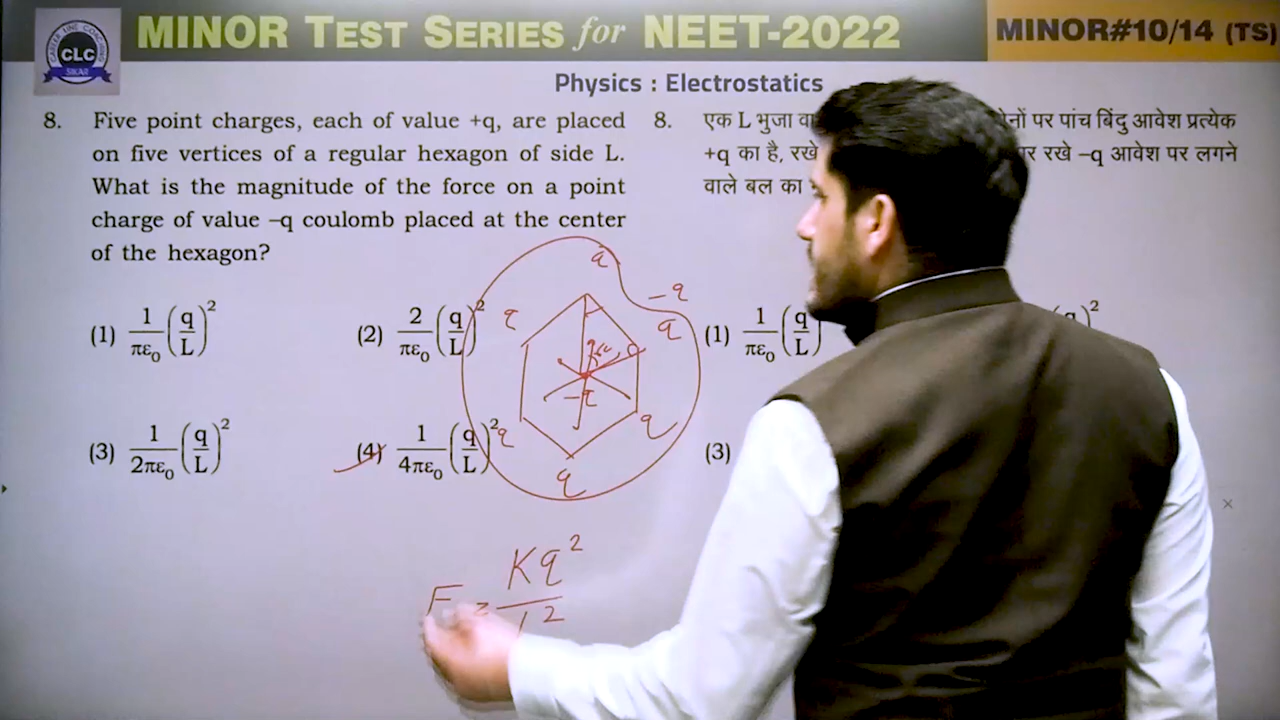 CAREER LINE COACHING
CLC
SIKAR
MINOR TEST SERIES for NEET-2022
MINOR#10/14 (TS)
Physics : Electrostatics
8. Five point charges, each of value +q, are placed
on five vertices of a regular hexagon of side L.
What is the magnitude of the force on a point
charge of value –q coulomb placed at the center
of the hexagon?
(1) 1/πε₀ (q/L)²
(2) 2/πε₀ (q/L)²
(3) 1/2πε₀ (q/L)²
(4) 1/4πε₀ (q/L)²
8. एक L भुजा पर पांच बिंदु आवेश प्रत्येक
+q का है, रखे रखे –q आवेश पर लगने
वाले बल का
(1) 1/πε₀ (q/L)
(3)
q
-q
q
q
-q
q
q
q
F = Kq²/L²